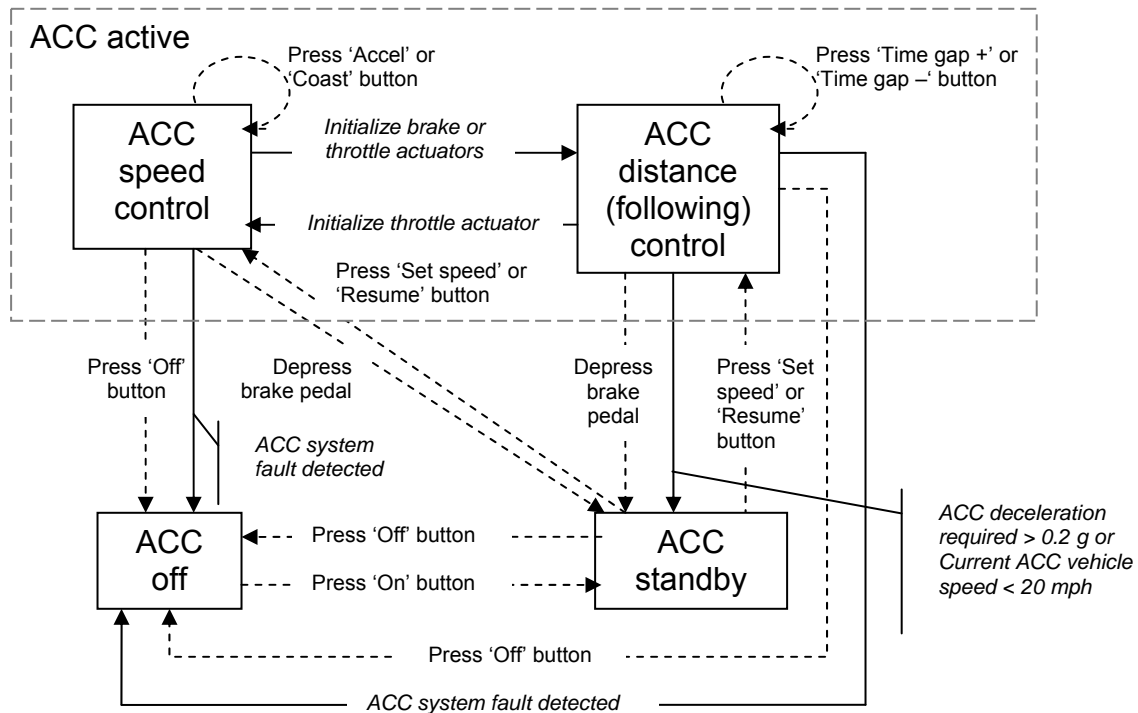 ACC active
Press ‘Accel’ or
‘Coast’ button
Press ‘Time gap +’ or
‘Time gap –‘ button
ACC
speed
control
Initialize brake or
throttle actuators
Initialize throttle actuator
ACC
distance
(following)
control
Press ‘Set speed’ or
‘Resume’ button
Press ‘Off’
button
Depress
brake pedal
ACC system
fault detected
Depress
brake
pedal
Press ‘Set
speed’ or
‘Resume’
button
ACC deceleration
required > 0.2 g or
Current ACC vehicle
speed < 20 mph
ACC
off
Press ‘Off’ button
Press ‘On’ button
ACC
standby
Press ‘Off’ button
ACC system fault detected